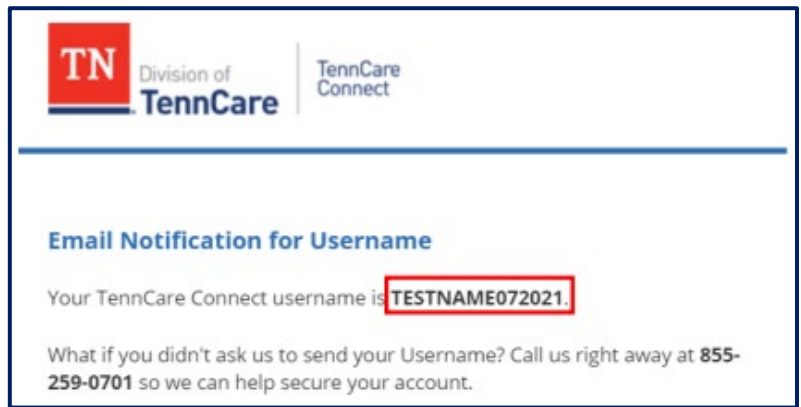 TN
Division of
TennCare
TennCare
Connect
Email Notification for Username
Your TennCare Connect username is TESTNAME072021.
What if you didn't ask us to send your Username? Call us right away at 855-
259-0701 so we can help secure your account.